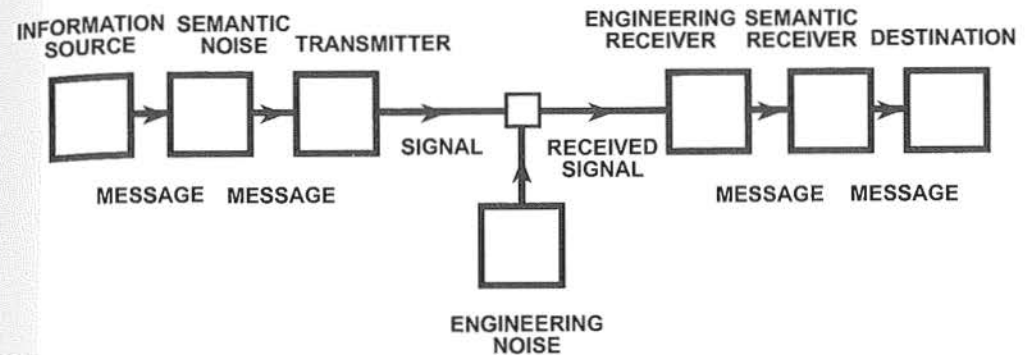 INFORMATION
SOURCE
SEMANTIC
NOISE
TRANSMITTER
ENGINEERING
RECEIVER
SEMANTIC
RECEIVER
DESTINATION
SIGNAL
RECEIVED
SIGNAL
MESSAGE
MESSAGE
MESSAGE
MESSAGE
ENGINEERING
NOISE